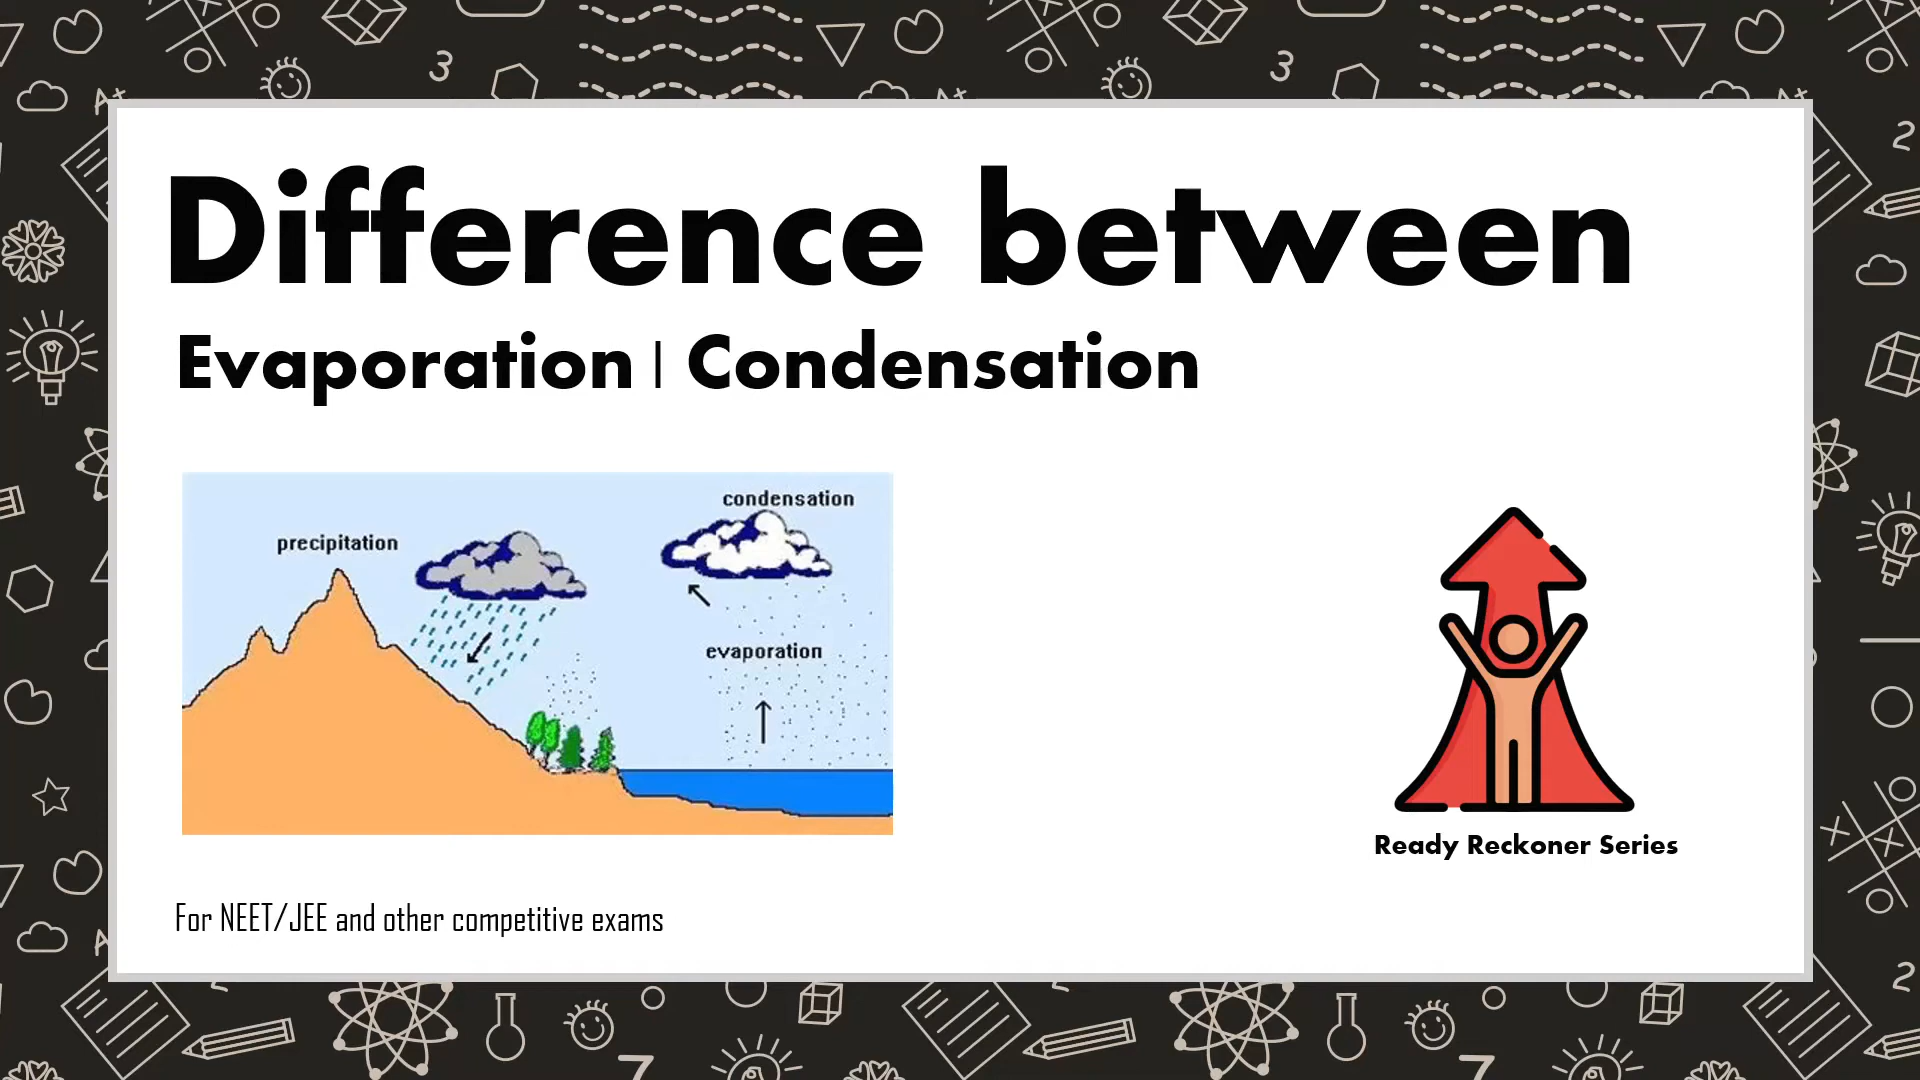 Difference between
Evaporation | Condensation
condensation
precipitation
evaporation
Ready Reckoner Series
For NEET/JEE and other competitive exams